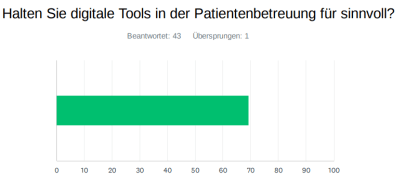 Halten Sie digitale Tools in der Patientenbetreuung für sinnvoll?
Beantwortet: 43 Übersprungen: 1
0 10 20 30 40 50 60 70 80 90 100